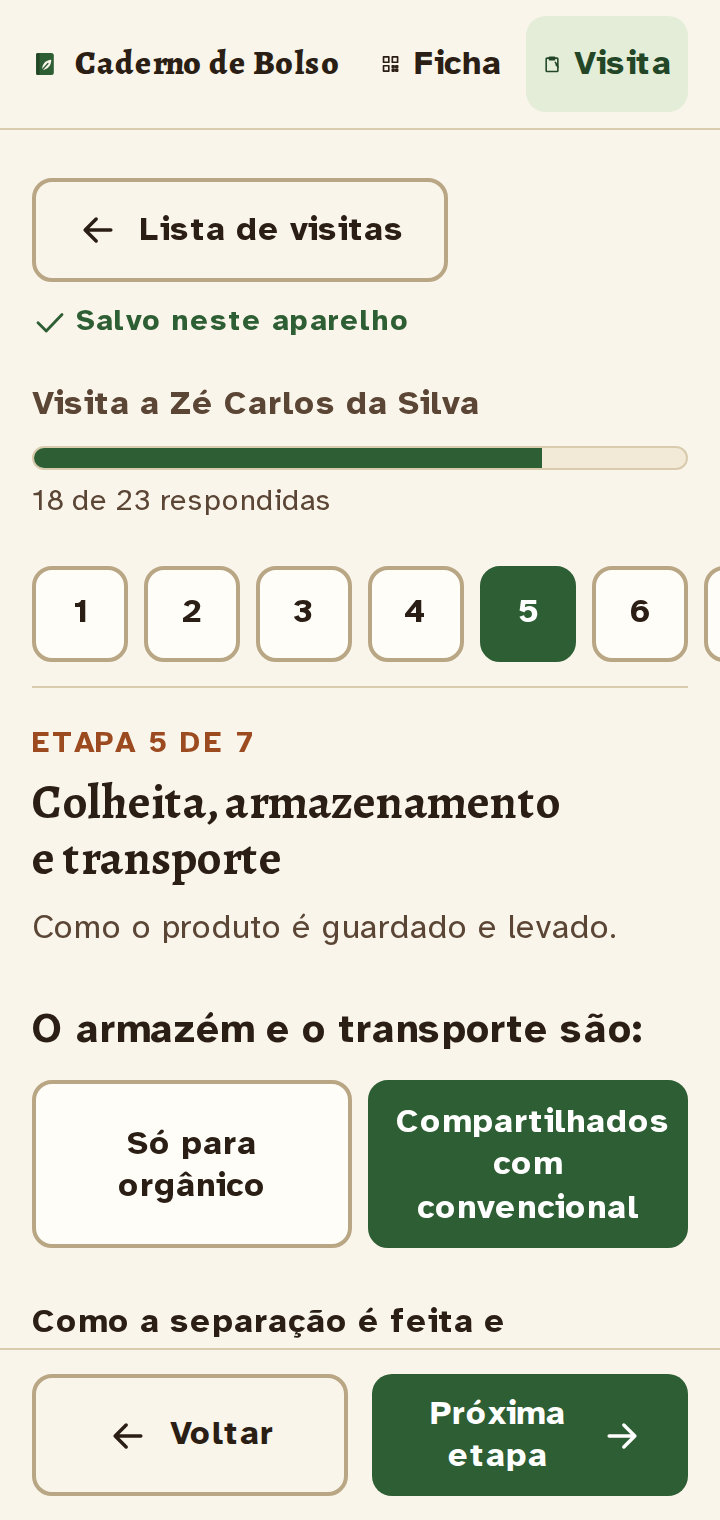 Caderno de Bolso Ficha Visita
Lista de visitas
Salvo neste aparelho
Visita a Zé Carlos da Silva
18 de 23 respondidas
1 2 3 4 5 6
ETAPA 5 DE 7
Colheita, armazenamento
e transporte
Como o produto é guardado e levado.
O armazém e o transporte são:
Só para
orgânico
Compartilhados
com
convencional
Como a separação é feita e
Voltar
Próxima
etapa